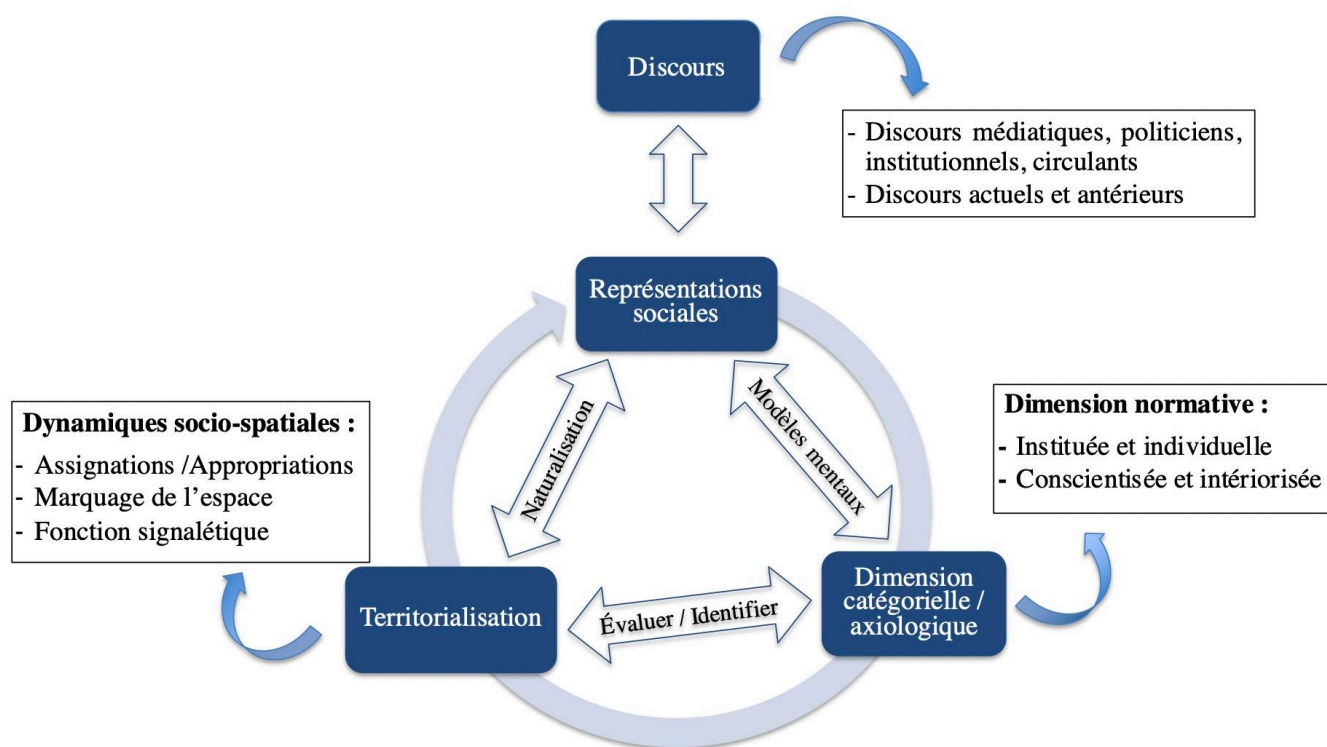 Discours
- Discours médiatiques, politiciens,
institutionnels, circulants
- Discours actuels et antérieurs
Représentations
sociales
Naturalisation
Modèles mentaux
Dynamiques socio-spatiales :
- Assignations /Appropriations
- Marquage de l’espace
- Fonction signalétique
Dimension normative :
- Instituée et individuelle
- Conscientisée et intériorisée
Territorialisation
Évaluer / Identifier
Dimension
catégorielle /
axiologique